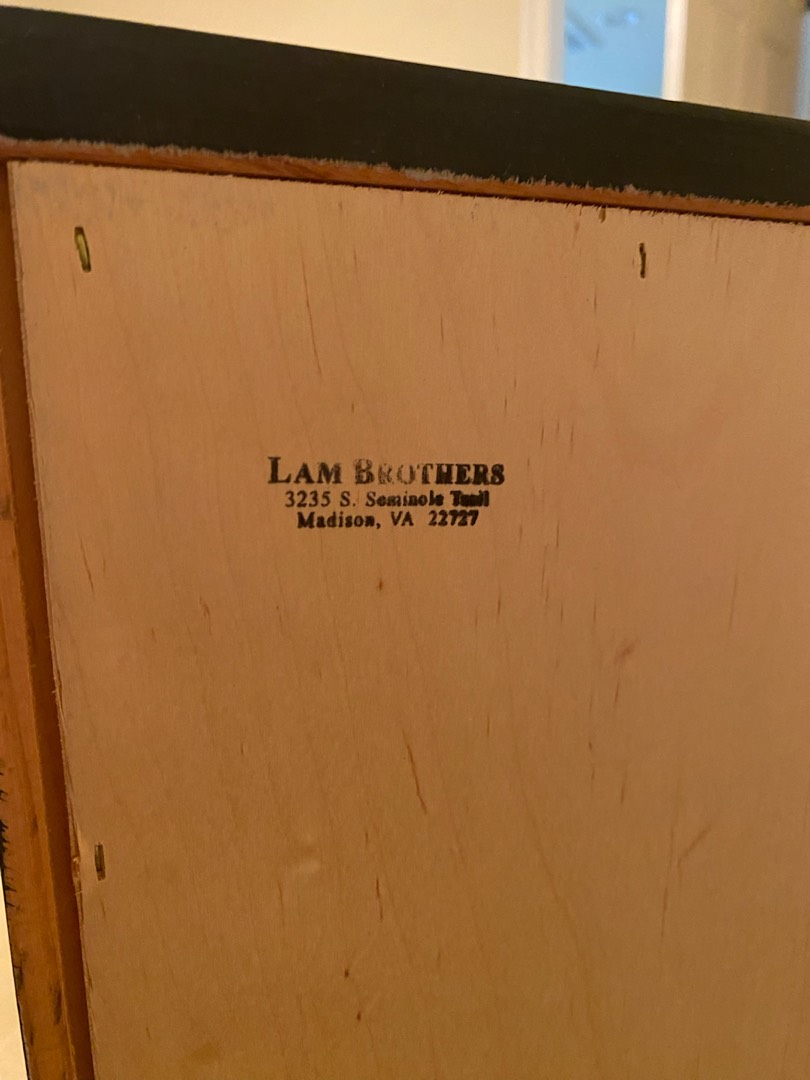 LAM BROTHERS
3235 S. Seminole Trail
Madison, VA 22727